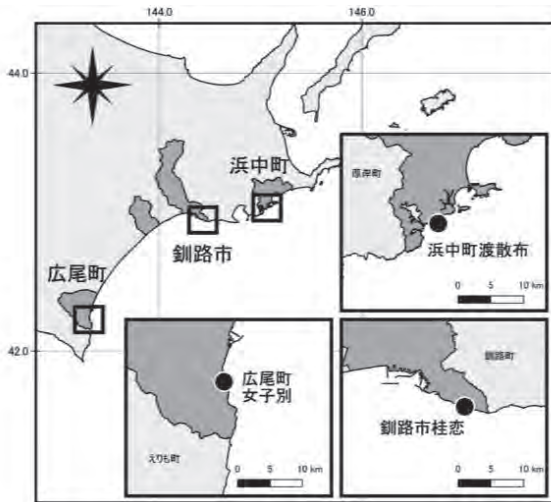 144.0
146.0
44.0
42.0
浜中町
釧路市
広尾町
厚岸町
浜中町渡散布
0 5 10 km
広尾町
女子別
えりも町
0 5 10 km
釧路町
釧路市桂恋
0 5 10 km